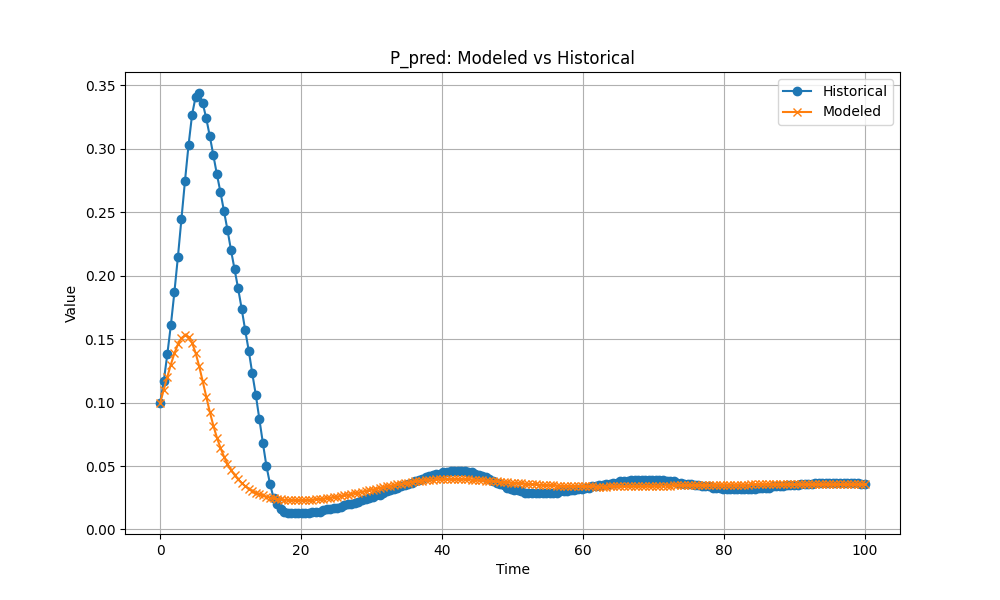 P_pred: Modeled vs Historical
Historical
Modeled
Value
0.35
0.30
0.25
0.20
0.15
0.10
0.05
0.00
0 20 40 60 80 100
Time